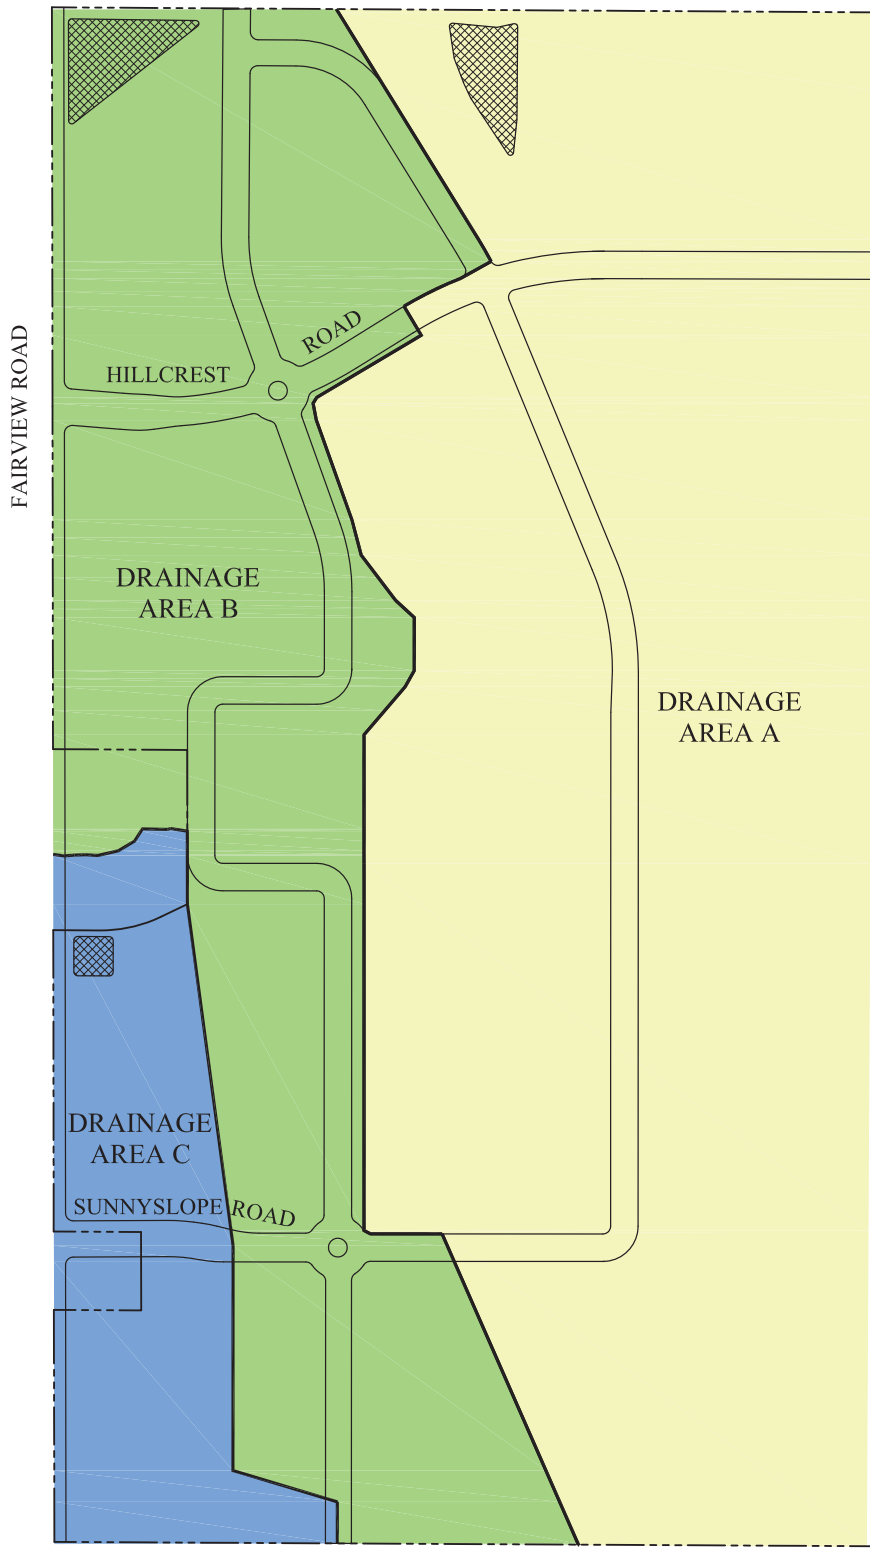 FAIRVIEW ROAD
HILLCREST
ROAD
DRAINAGE
AREA B
DRAINAGE
AREA A
DRAINAGE
AREA C
SUNNYSLOPE ROAD